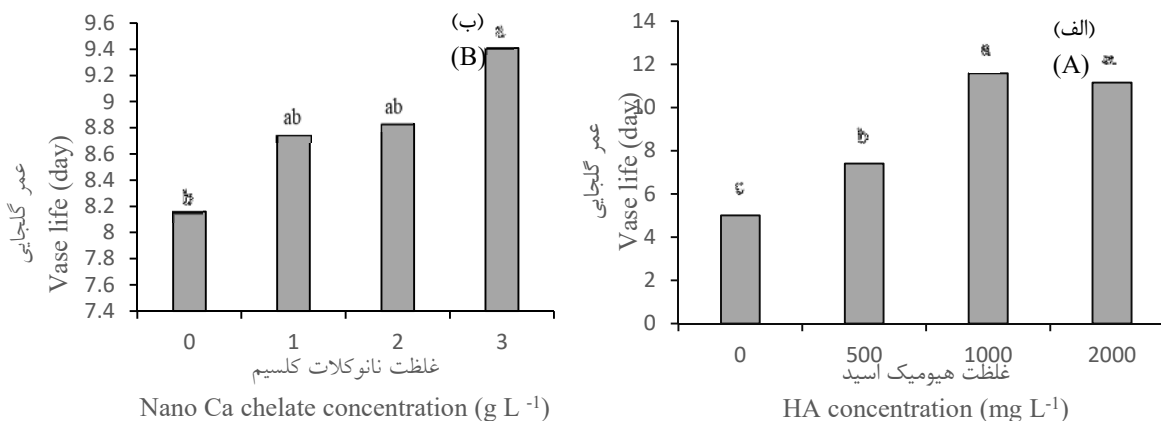 (ب)
(B)
9.6
9.4
9.2
9
8.8
8.6
8.4
8.2
8
7.8
7.6
7.4
b
ab
ab
a
عمر گلجایی
Vase life (day)
0 1 2 3
غلظت نانوکلات کلسیم
Nano Ca chelate concentration (g L -1)
(الف)
(A)
14
12
10
8
6
4
2
0
c
b
a
a
عمر گلجایی
Vase life (day)
0 500 1000 2000
غلظت هیومیک اسید
HA concentration (mg L-1)